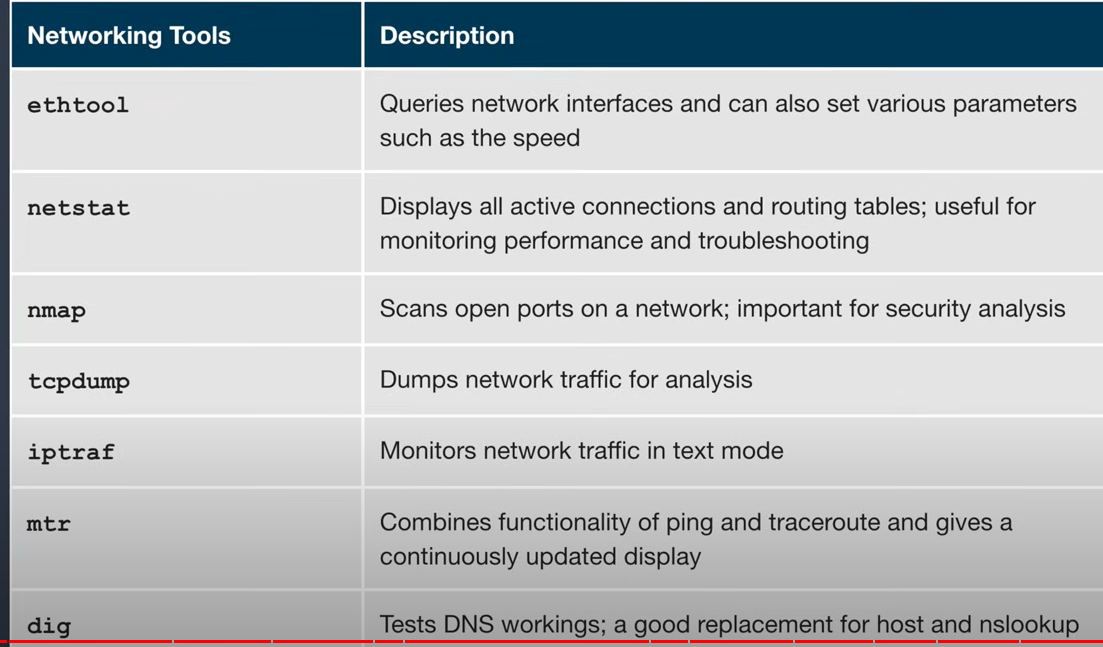 Networking Tools
Description
ethtool
Queries network interfaces and can also set various parameters
such as the speed
netstat
Displays all active connections and routing tables; useful for
monitoring performance and troubleshooting
nmap
Scans open ports on a network; important for security analysis
tcpdump
Dumps network traffic for analysis
iptraf
Monitors network traffic in text mode
mtr
Combines functionality of ping and traceroute and gives a
continuously updated display
dig
Tests DNS workings; a good replacement for host and nslookup